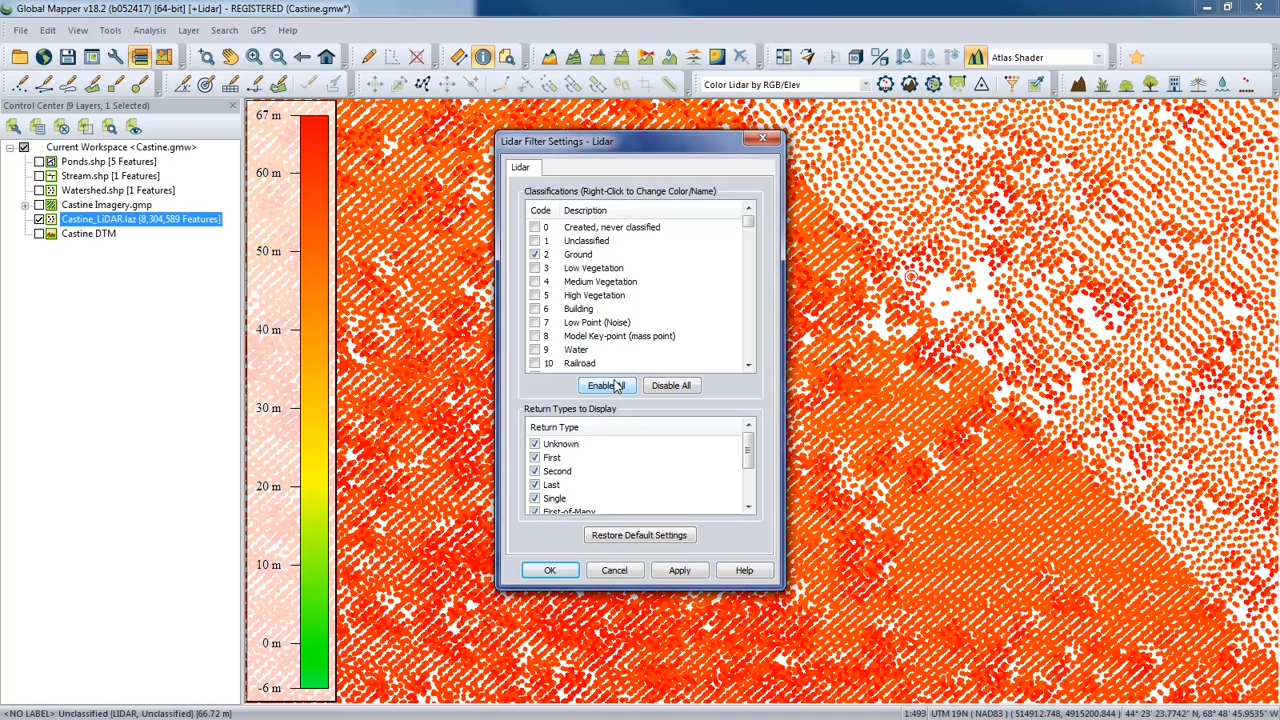 Global Mapper v18.2 (b052417) [64-bit] [+Lidar] - REGISTERED (Castine.gmw*)
File Edit View Tools Analysis Layer Search GPS Help
Atlas Shader
Color Lidar by RGB/Elev
Control Center (9 Layers, 1 Selected)
Current Workspace <Castine.gmw>
Ponds.shp [5 Features]
Stream.shp [1 Features]
Watershed.shp [2 Features]
Castine Imagery.gmp
Castine_LiDAR.laz [8,304,589 Features]
Castine DTM
67 m
60 m
50 m
40 m
30 m
20 m
10 m
0 m
-6 m
Lidar Filter Settings - Lidar
Lidar
Classifications (Right-Click to Change Color/Name)
Code Description
0 Created, never classified
1 Unclassified
2 Ground
3 Low Vegetation
4 Medium Vegetation
5 High Vegetation
6 Building
7 Low Point (Noise)
8 Model Key-point (mass point)
9 Water
10 Railroad
Enable All Disable All
Return Types to Display
Return Type
Unknown
First
Second
Last
Single
First-of-Many
Restore Default Settings
OK Cancel Apply Help
<NO LABEL> Unclassified [LIDAR, Unclassified] [66.72 m]
1:493 UTM 19N (NAD83) ( 514912.748, 4915200.844 ) 44° 23' 23.7742" N, 68° 48' 45.9535" W